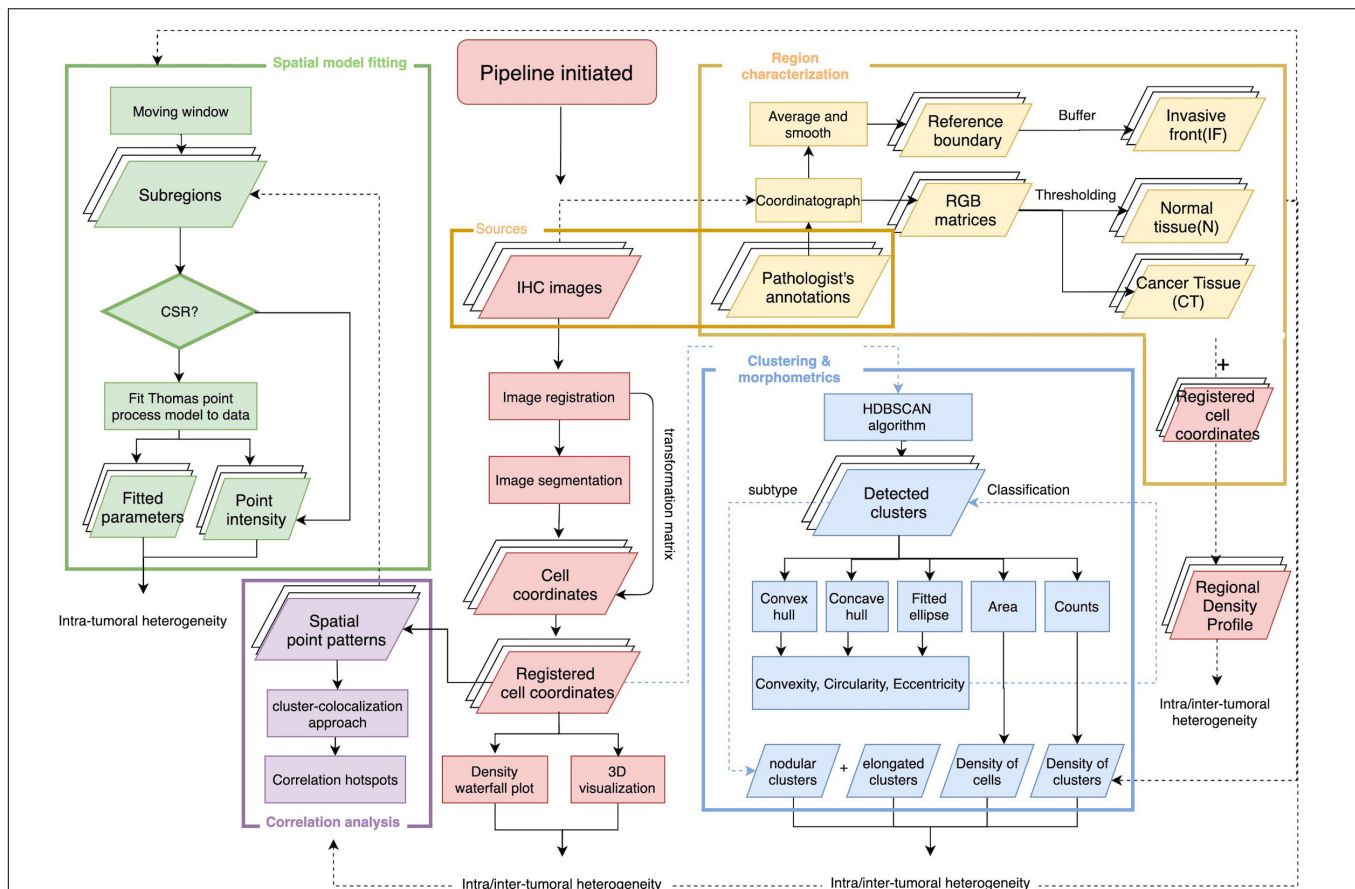 Spatial model fitting
Moving window
Subregions
CSR?
Fit Thomas point
process model to data
Fitted
parameters
Point
intensity
Intra-tumoral heterogeneity
Pipeline initiated
Sources
IHC images
Pathologist's
annotations
Region
characterization
Average and
smooth
Reference
boundary
Buffer
Invasive
front(IF)
Coordinatograph
RGB
matrices
Thresholding
Normal
tissue(N)
Cancer Tissue
(CT)
+
Registered
cell
coordinates
Regional
Density
Profile
Intra/inter-tumoral
heterogeneity
Image registration
transformation matrix
Image segmentation
Cell
coordinates
Registered
cell coordinates
Density
waterfall plot
3D
visualization
Intra/inter-tumoral heterogeneity
Spatial
point patterns
cluster-colocalization
approach
Correlation hotspots
Correlation analysis
Clustering &
morphometrics
HDBSCAN
algorithm
subtype
Detected
clusters
Classification
Convex
hull
Concave
hull
Fitted
ellipse
Area
Counts
Convexity, Circularity, Eccentricity
nodular
clusters
+
elongated
clusters
Density of
cells
Density of
clusters
Intra/inter-tumoral heterogeneity